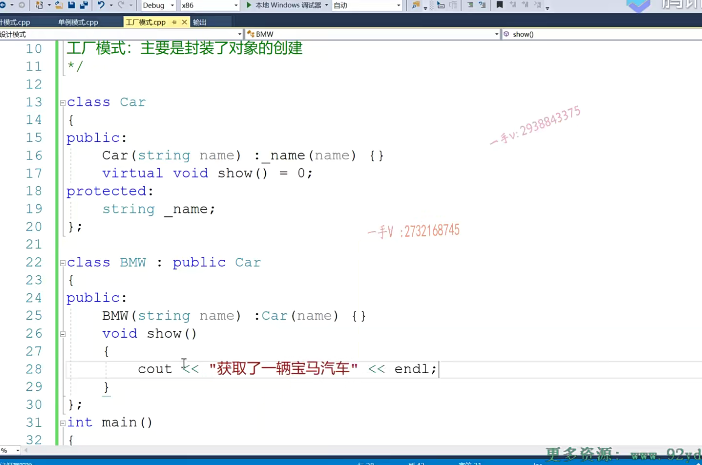 Debug x86 本地 Windows 调试器 自动
计模式.cpp 单例模式.cpp 工厂模式.cpp 输出
设计模式 BMW show()
10 工厂模式：主要是封装了对象的创建
11 */
12
13 class Car
14 {
15 public:
16 Car(string name) :_name(name) {}
17 virtual void show() = 0;
18 protected:
19 string _name;
20 };
21
22 class BMW : public Car
23 {
24 public:
25 BMW(string name) :Car(name) {}
26 void show()
27 {
28 cout << "获取了一辆宝马汽车" << endl;
29 }
30 };
31 int main()
32 {
一手v:2938843375
一手V :2732168745
%
更多资源: